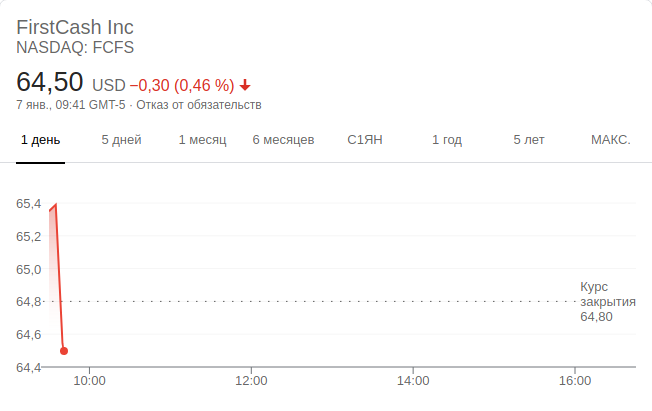 FirstCash Inc
NASDAQ: FCFS
64,50 USD −0,30 (0,46 %)
7 янв., 09:41 GMT-5 · Отказ от обязательств
1 день 5 дней 1 месяц 6 месяцев С1ЯН 1 год 5 лет МАКС.
65,4
65,2
65,0
64,8
64,6
64,4
Курс
закрытия
64,80
10:00 12:00 14:00 16:00